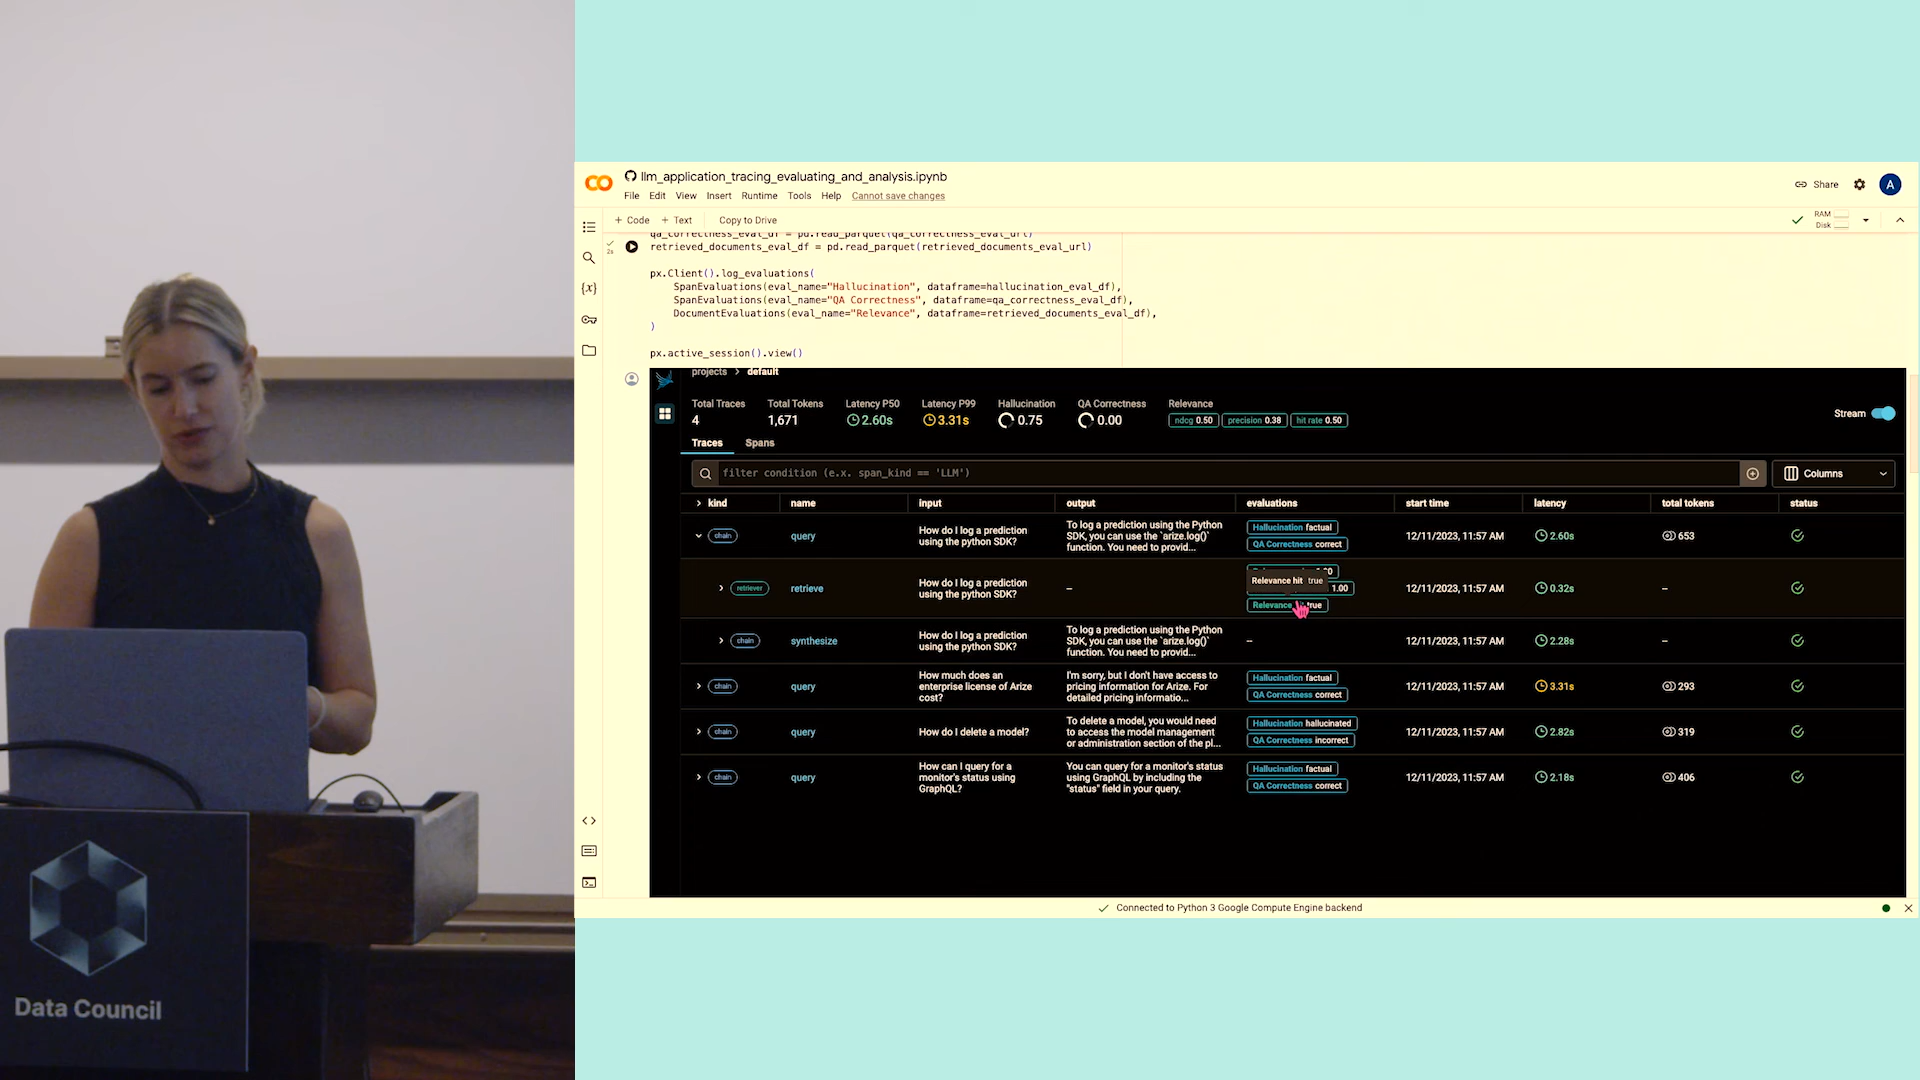 llm_application_tracing_evaluating_and_analysis.ipynb
File Edit View Insert Runtime Tools Help Cannot save changes
Share
A
+ Code + Text Copy to Drive
RAM
Disk
qa_correctness_eval_df = pd.read_parquet(qa_correctness_eval_url)
2s
retrieved_documents_eval_df = pd.read_parquet(retrieved_documents_eval_url)
px.Client().log_evaluations(
SpanEvaluations(eval_name="Hallucination", dataframe=hallucination_eval_df),
SpanEvaluations(eval_name="QA Correctness", dataframe=qa_correctness_eval_df),
DocumentEvaluations(eval_name="Relevance", dataframe=retrieved_documents_eval_df),
)
px.active_session().view()
{x}
projects > default
Total Traces Total Tokens Latency P50 Latency P99 Hallucination QA Correctness Relevance
4 1,671 2.60s 3.31s 0.75 0.00 ndcg 0.50 precision 0.38 hit rate 0.50
Stream
Traces Spans
filter condition (e.x. span_kind == 'LLM')
Columns
kind name input output evaluations start time latency total tokens status
chain query
How do I log a prediction
using the python SDK?
To log a prediction using the Python
SDK, you can use the `arize.log()`
function. You need to provid...
Hallucination factual
QA Correctness correct
12/11/2023, 11:57 AM 2.60s 653
retriever retrieve
How do I log a prediction
using the python SDK?
--
Relevance hit true
1.00
Relevance true
12/11/2023, 11:57 AM 0.32s --
chain synthesize
How do I log a prediction
using the python SDK?
To log a prediction using the Python
SDK, you can use the `arize.log()`
function. You need to provid...
--
12/11/2023, 11:57 AM 2.28s --
chain query
How much does an
enterprise license of Arize
cost?
I'm sorry, but I don't have access to
pricing information for Arize. For
detailed pricing informatio...
Hallucination factual
QA Correctness correct
12/11/2023, 11:57 AM 3.31s 293
chain query
How do I delete a model?
To delete a model, you would need
to access the model management
or administration section of the pl...
Hallucination hallucinated
QA Correctness incorrect
12/11/2023, 11:57 AM 2.82s 319
chain query
How can I query for a
monitor's status using
GraphQL?
You can query for a monitor's status
using GraphQL by including the
"status" field in your query.
Hallucination factual
QA Correctness correct
12/11/2023, 11:57 AM 2.18s 406
Connected to Python 3 Google Compute Engine backend
Data Council